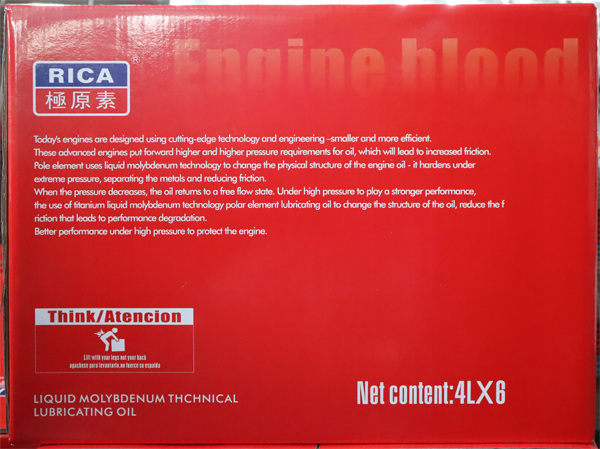 Engine blood
RICA
®
極原素
Today's engines are designed using cutting-edge technology and engineering –smaller and more efficient.
These advanced engines put forward higher and higher pressure requirements for oil, which will lead to increased friction.
Pole element uses liquid molybdenum technology to change the physical structure of the engine oil - it hardens under
extreme pressure, separating the metals and reducing friction.
When the pressure decreases, the oil returns to a free flow state. Under high pressure to play a stronger performance,
the use of titanium liquid molybdenum technology polar element lubricating oil to change the structure of the oil, reduce the f
riction that leads to performance degradation.
Better performance under high pressure to protect the engine.
Think/Atencion
Lift with your legs not your back
agachese para levantarlo,no fuerce su espalda
LIQUID MOLYBDENUM THCHNICAL
LUBRICATING OIL
Net content:4LX6